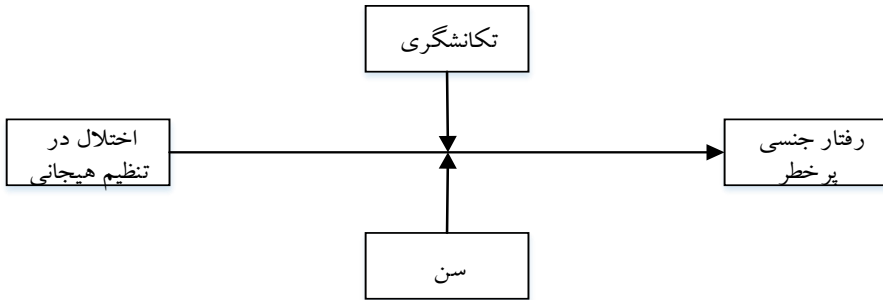 تکانشگری
رفتار جنسی
پرخطر
اختلال در
تنظیم هیجانی
سن